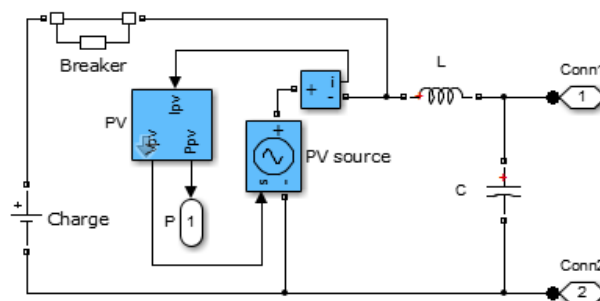 Breaker
L
Conn1
1
i
+
-
Ipv
PV
Vpv
Ppv
+
PV source
s
-
+
C
+
Charge
P
1
Conn2
2